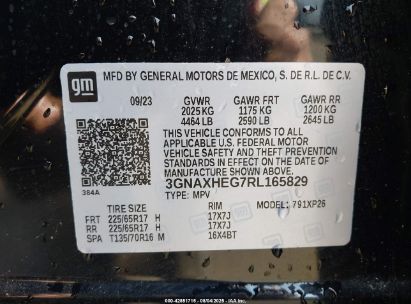 gm
MFD BY GENERAL MOTORS DE MEXICO, S. DE R.L. DE C.V.
09/23 GVWR GAWR FRT GAWR RR
2025 KG 1175 KG 1200 KG
4464 LB 2590 LB 2645 LB
THIS VEHICLE CONFORMS TO ALL
APPLICABLE U.S. FEDERAL MOTOR
VEHICLE SAFETY, BUMPER, AND THEFT
PREVENTION STANDARDS IN EFFECT ON
THE DATE OF MANUFACTURE SHOWN ABOVE.
384A 3GNAXHEG7RL165829
TYPE: MPV MODEL: 791XP26
TIRE SIZE RIM
FRT 225/65R17 H 17X7J
RR 225/65R17 H 17X7J
SPA T135/70R16 M 16X4BT